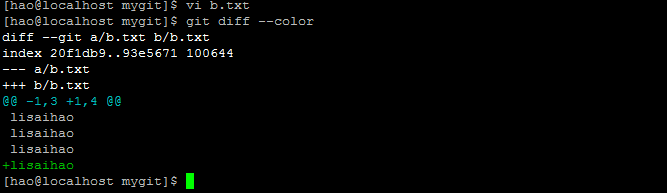 [hao@localhost mygit]$ vi b.txt
[hao@localhost mygit]$ git diff --color
diff --git a/b.txt b/b.txt
index 20f1db9..93e5671 100644
--- a/b.txt
+++ b/b.txt
@@ -1,3 +1,4 @@
 lisaihao
 lisaihao
 lisaihao
+lisaihao
[hao@localhost mygit]$